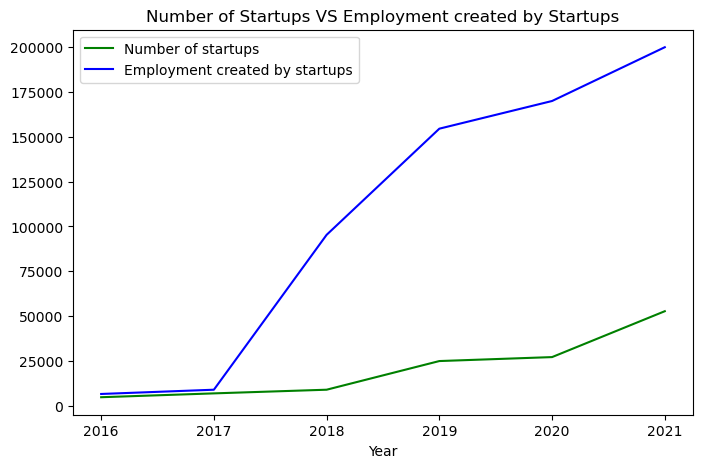 Number of Startups VS Employment created by Startups
Number of startups
Employment created by startups
200000
175000
150000
125000
100000
75000
50000
25000
0
2016 2017 2018 2019 2020 2021
Year